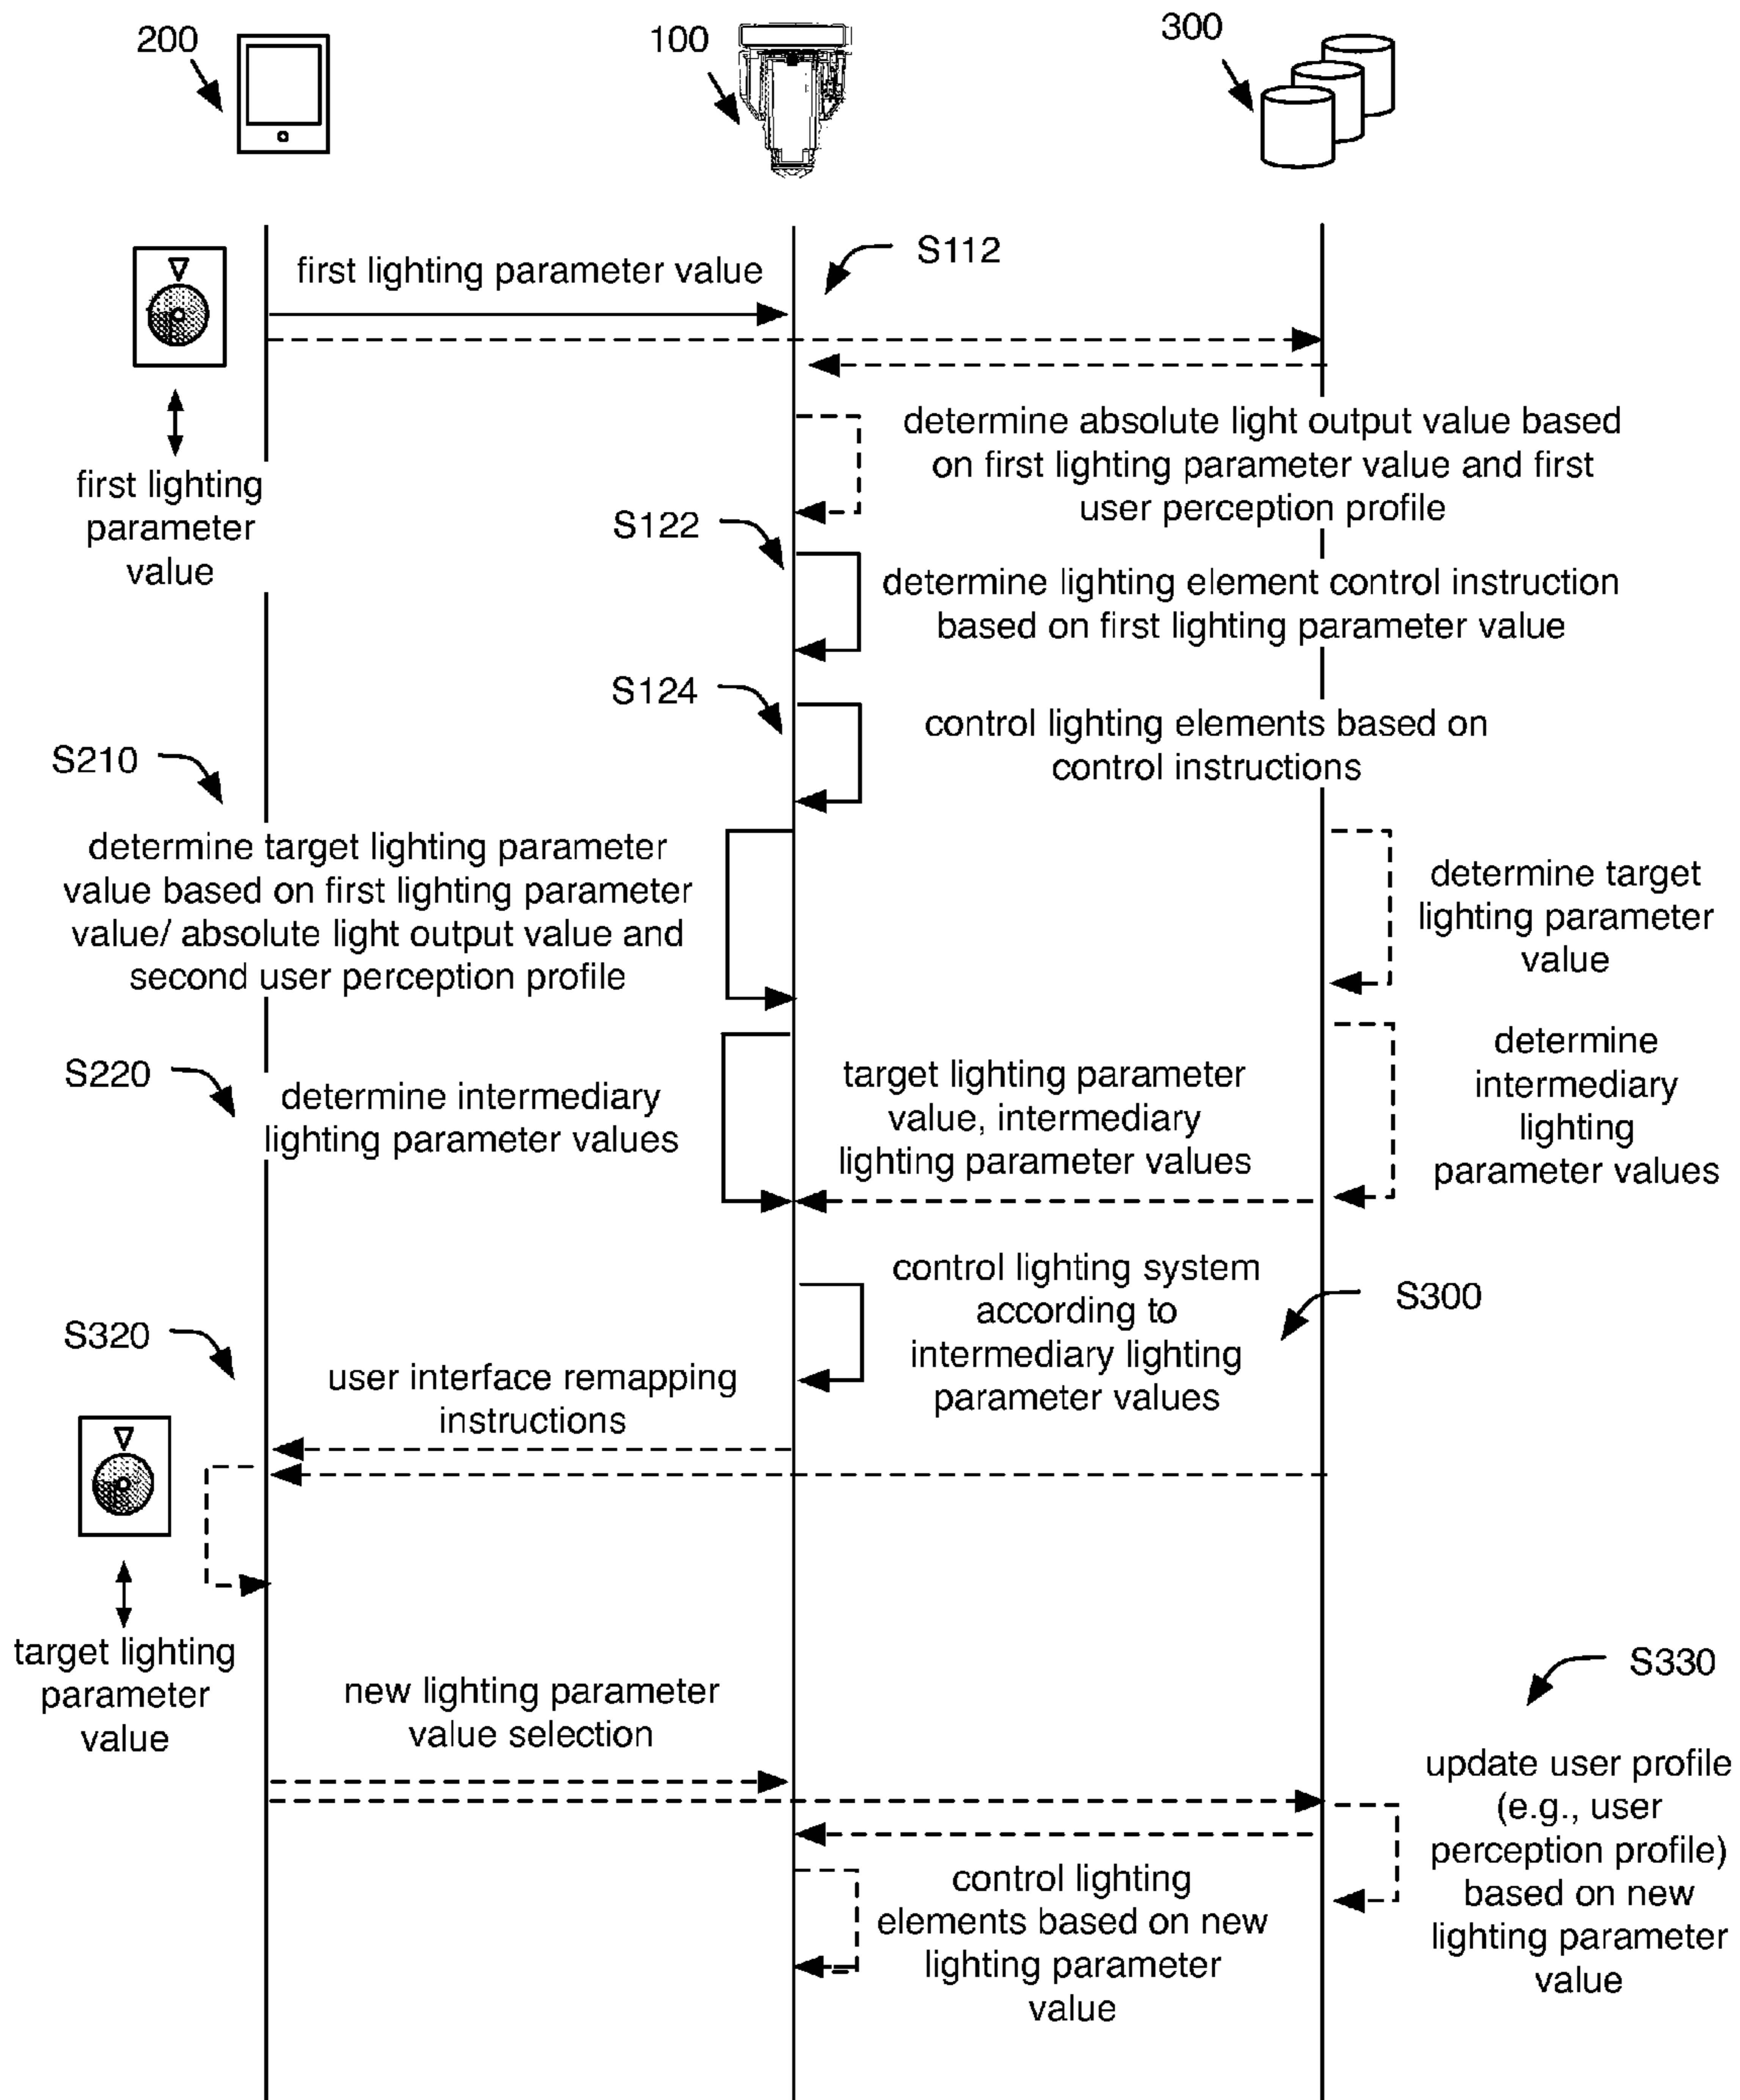 200
100
300
first lighting parameter value
S112
first lighting
parameter
value
determine absolute light output value based
on first lighting parameter value and first
user perception profile
S122
determine lighting element control instruction
based on first lighting parameter value
S124
control lighting elements based on
control instructions
S210
determine target lighting parameter
value based on first lighting parameter
value/ absolute light output value and
second user perception profile
determine target
lighting parameter
value
S220
determine intermediary
lighting parameter values
target lighting parameter
value, intermediary
lighting parameter values
determine
intermediary
lighting
parameter values
control lighting system
according to
intermediary lighting
parameter values
S300
S320
user interface remapping
instructions
target lighting
parameter
value
new lighting parameter
value selection
S330
update user profile
(e.g., user
perception profile)
based on new
lighting parameter
value
control lighting
elements based on new
lighting parameter
value